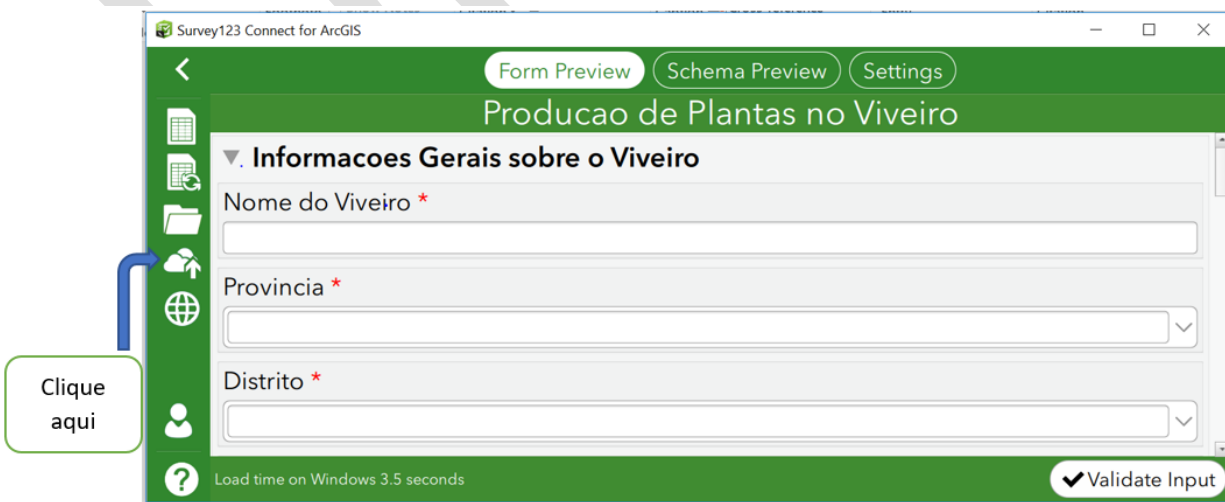 Survey123 Connect for ArcGIS
Form Preview
Schema Preview
Settings
Producao de Plantas no Viveiro
Informacoes Gerais sobre o Viveiro
Nome do Viveiro *
Provincia *
Distrito *
Clique
aqui
Load time on Windows 3.5 seconds
Validate Input